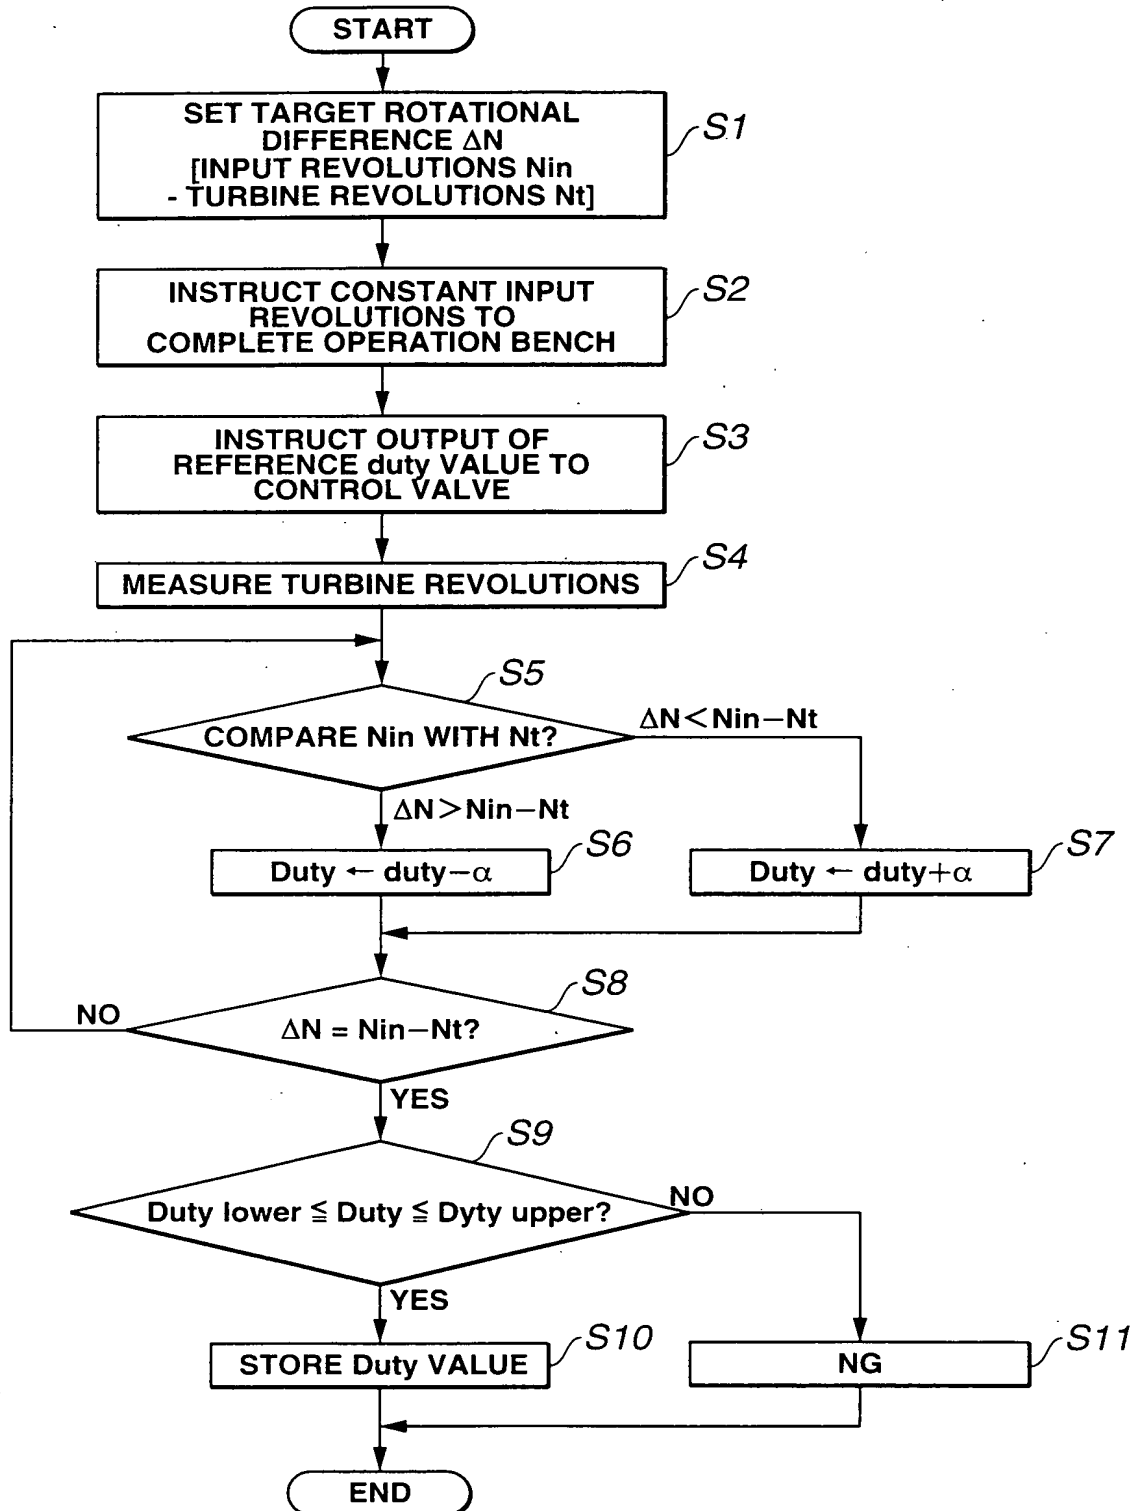 START
SET TARGET ROTATIONAL
DIFFERENCE ΔN
[INPUT REVOLUTIONS Nin
- TURBINE REVOLUTIONS Nt]
S1
INSTRUCT CONSTANT INPUT
REVOLUTIONS TO
COMPLETE OPERATION BENCH
S2
INSTRUCT OUTPUT OF
REFERENCE duty VALUE TO
CONTROL VALVE
S3
MEASURE TURBINE REVOLUTIONS
S4
S5
COMPARE Nin WITH Nt?
ΔN<Nin−Nt
ΔN>Nin−Nt
Duty ← duty−α
S6
Duty ← duty+α
S7
S8
NO
ΔN = Nin−Nt?
YES
S9
Duty lower ≦ Duty ≦ Dyty upper?
NO
YES
STORE Duty VALUE
S10
NG
S11
END